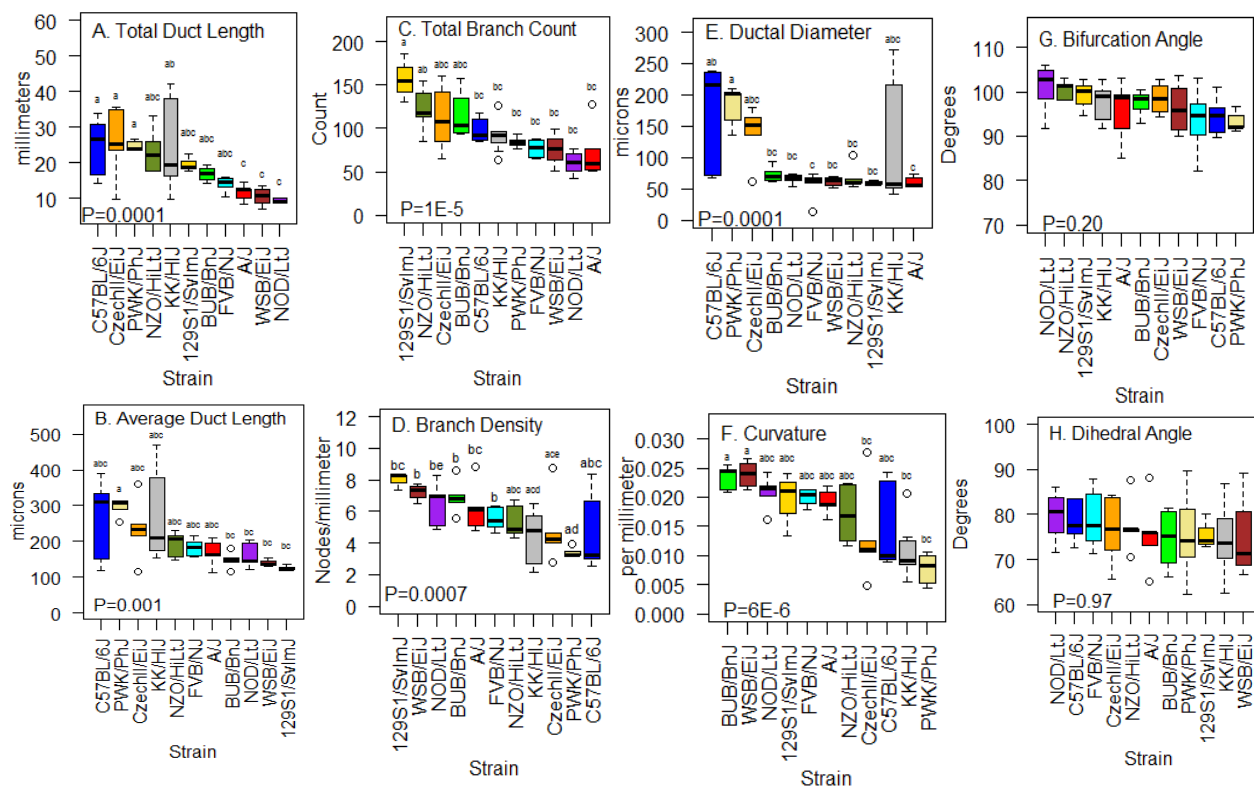 A. Total Duct Length
millimeters
60
50
40
30
20
10
a
a
a
abc
ab
abc
abc
abc
c
c
c
P=0.0001
C57BL/6J
CzechII/EiJ
PWK/PhJ
NZO/HiLtJ
KK/HlJ
129S1/SvImJ
BUB/BnJ
FVB/NJ
A/J
WSB/EiJ
NOD/LtJ
Strain
C. Total Branch Count
Count
200
150
100
50
0
a
ab
abc
abc
bc
bc
bc
bc
bc
c
bc
P=1E-5
129S1/SvImJ
NZO/HiLtJ
CzechII/EiJ
BUB/BnJ
C57BL/6J
KK/HlJ
PWK/PhJ
FVB/NJ
WSB/EiJ
NOD/LtJ
A/J
Strain
E. Ductal Diameter
microns
300
250
200
150
100
50
0
ab
a
abc
bc
bc
c
bc
bc
bc
abc
c
P=0.0001
C57BL/6J
PWK/PhJ
CzechII/EiJ
BUB/BnJ
NOD/LtJ
FVB/NJ
WSB/EiJ
NZO/HiLtJ
129S1/SvImJ
KK/HlJ
A/J
Strain
G. Bifurcation Angle
Degrees
110
100
90
80
70
P=0.20
NOD/LtJ
NZO/HiLtJ
129S1/SvImJ
KK/HlJ
A/J
BUB/BnJ
CzechII/EiJ
WSB/EiJ
FVB/NJ
C57BL/6J
PWK/PhJ
Strain
B. Average Duct Length
microns
500
400
300
200
100
0
abc
a
abc
abc
abc
abc
abc
bc
abc
bc
bc
P=0.001
C57BL/6J
PWK/PhJ
CzechII/EiJ
KK/HlJ
NZO/HiLtJ
FVB/NJ
A/J
BUB/BnJ
NOD/LtJ
WSB/EiJ
129S1/SvImJ
Strain
D. Branch Density
Nodes/millimeter
12
10
8
6
4
2
0
bc
b
be
b
bc
b
abc
acd
ace
ad
abc
P=0.0007
129S1/SvImJ
WSB/EiJ
NOD/LtJ
BUB/BnJ
A/J
FVB/NJ
NZO/HILtJ
KK/HlJ
CzechII/EiJ
PWK/PhJ
C57BL/6J
Strain
F. Curvature
per millimeter
0.030
0.025
0.020
0.015
0.010
0.005
0.000
a
a
abc
abc
abc
abc
abc
bc
abc
bc
bc
P=6E-6
BUB/BnJ
WSB/EiJ
NOD/LtJ
129S1/SvImJ
FVB/NJ
A/J
NZO/HiLtJ
CzechII/EiJ
C57BL/6J
KK/HlJ
PWK/PhJ
Strain
H. Dihedral Angle
Degrees
100
90
80
70
60
P=0.97
NOD/LtJ
C57BL/6J
FVB/NJ
CzechII/EiJ
NZO/HiLtJ
A/J
BUB/BnJ
PWK/PhJ
129S1/SvImJ
KK/HlJ
WSB/EiJ
Strain